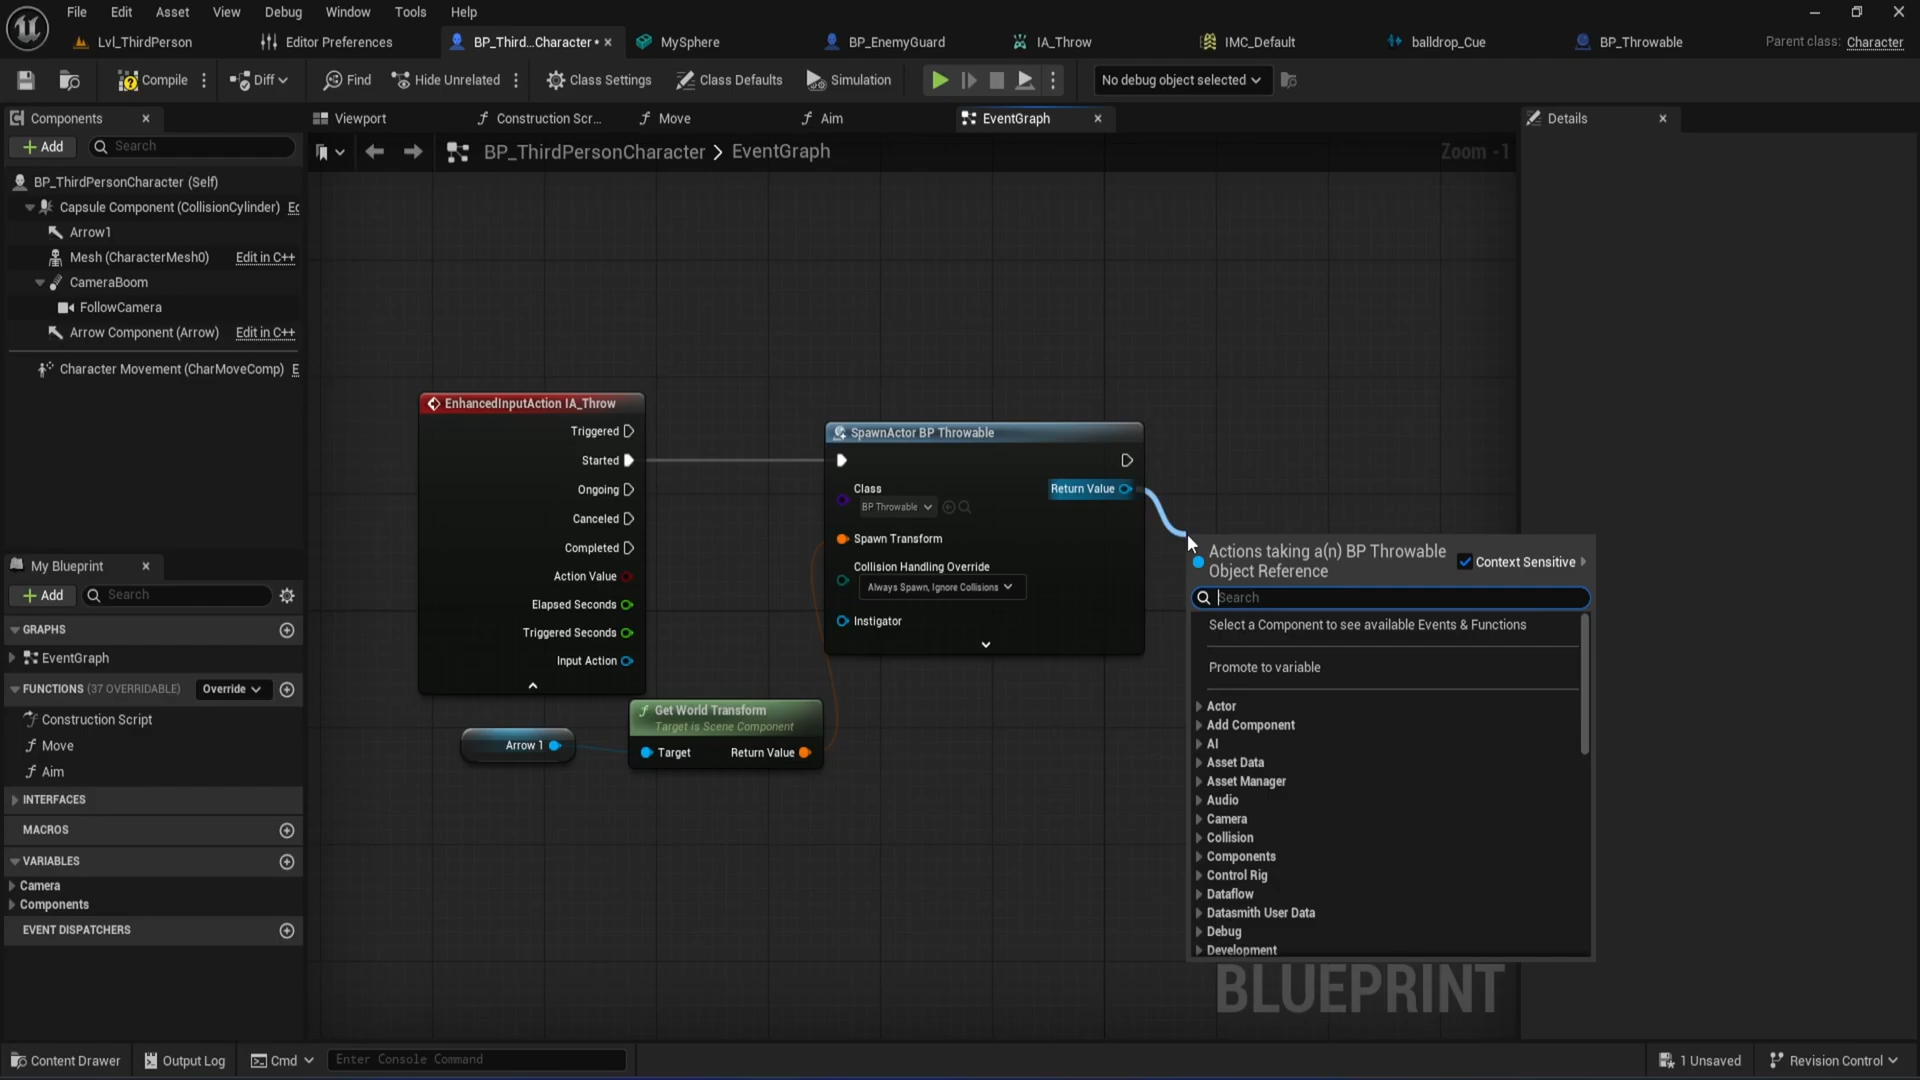 File Edit Asset View Debug Window Tools Help
Lvl_ThirdPerson Editor Preferences BP_Third...Character • MySphere BP_EnemyGuard IA_Throw IMC_Default balldrop_Cue BP_Throwable Parent class: Character
Compile Diff Find Hide Unrelated Class Settings Class Defaults Simulation No debug object selected
Components
Viewport Construction Scr... Move Aim EventGraph
Details
Add Search
BP_ThirdPersonCharacter > EventGraph
Zoom -1
BP_ThirdPersonCharacter (Self)
Capsule Component (CollisionCylinder)
Arrow1
Mesh (CharacterMesh0) Edit in C++
CameraBoom
FollowCamera
Arrow Component (Arrow) Edit in C++
Character Movement (CharMoveComp)
EnhancedInputAction IA_Throw
Triggered
Started
Ongoing
Canceled
Completed
Action Value
Elapsed Seconds
Triggered Seconds
Input Action
SpawnActor BP Throwable
Class
BP Throwable
Return Value
Spawn Transform
Collision Handling Override
Always Spawn, Ignore Collisions
Instigator
Arrow 1
Get World Transform
Target is Scene Component
Target Return Value
Actions taking a(n) BP Throwable
Object Reference
Context Sensitive
Search
Select a Component to see available Events & Functions
Promote to variable
Actor
Add Component
AI
Asset Data
Asset Manager
Audio
Camera
Collision
Components
Control Rig
Dataflow
Datasmith User Data
Debug
Development
BLUEPRINT
My Blueprint
Add Search
GRAPHS
EventGraph
FUNCTIONS (37 OVERRIDABLE) Override
Construction Script
Move
Aim
INTERFACES
MACROS
VARIABLES
Camera
Components
EVENT DISPATCHERS
Content Drawer Output Log Cmd Enter Console Command 1 Unsaved Revision Control